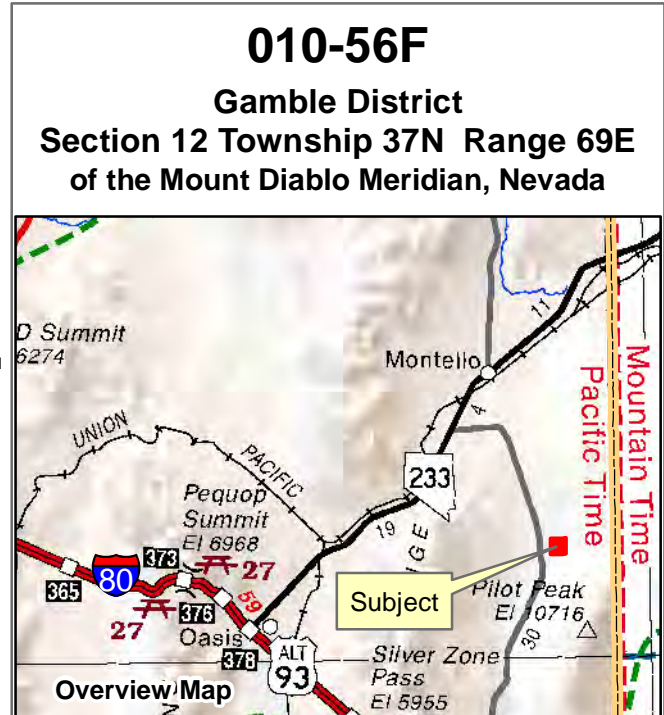 010-56F
Gamble District
Section 12 Township 37N Range 69E
of the Mount Diablo Meridian, Nevada
D Summit
6274
11
Montello
4
Mountain Time
Pacific Time
UNION
PACIFIC
233
Pequop
Summit
El 6968
19
IGE
373
27
80
365
59
376
27
Subject
Pilot Peak
El 10716
Oasis
378
30
ALT
93
Silver Zone
Pass
El 5955
Overview Map